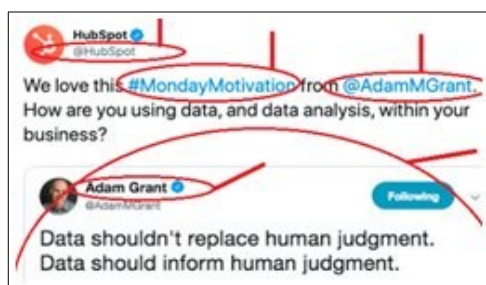 HubSpot
@HubSpot
We love this #MondayMotivation from @AdamMGrant.
How are you using data, and data analysis, within your
business?
Adam Grant
@AdamMGrant
Following
Data shouldn't replace human judgment.
Data should inform human judgment.